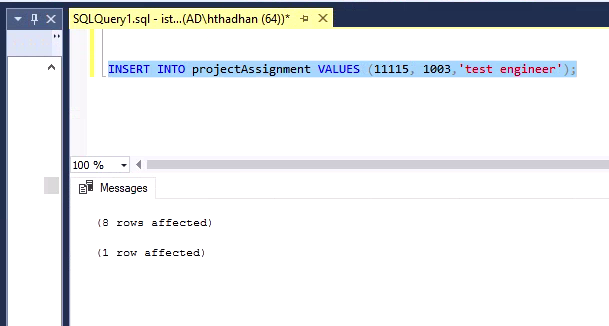 SQLQuery1.sql - ist...(AD\hthadhan (64))*
INSERT INTO projectAssignment VALUES (11115, 1003,'test engineer');
100 %
Messages
(8 rows affected)
(1 row affected)